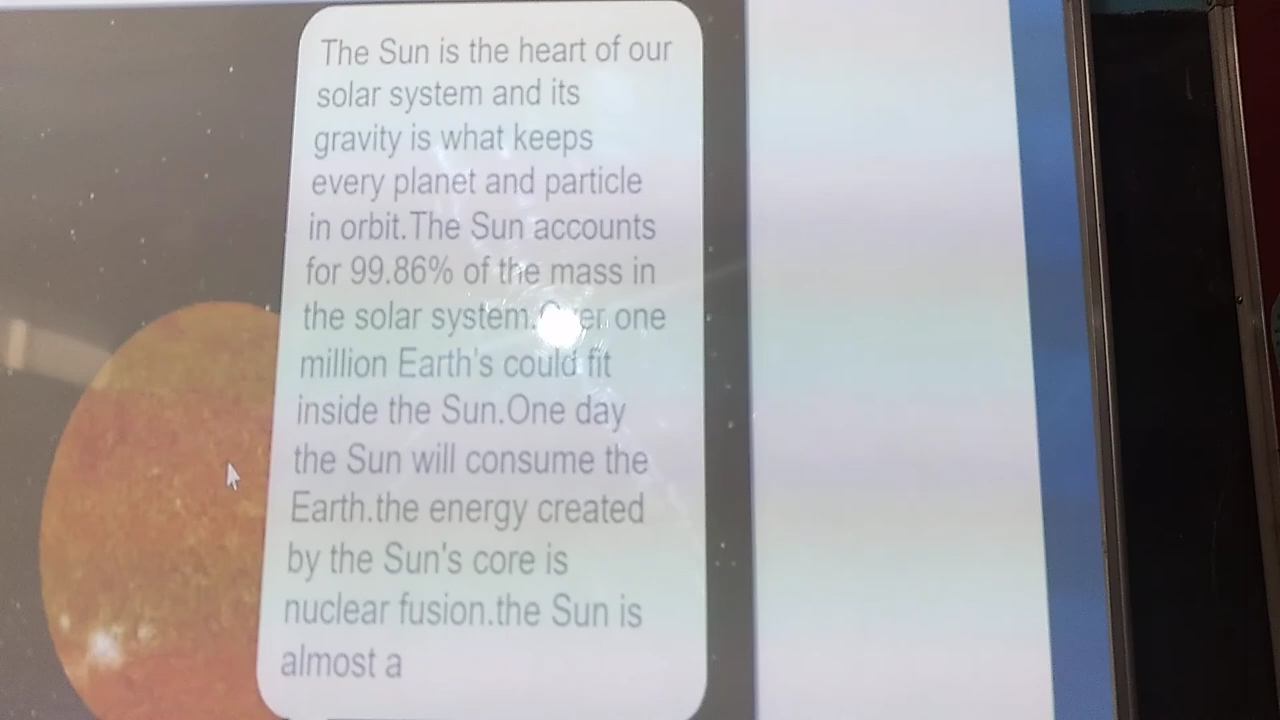 The Sun is the heart of our
solar system and its
gravity is what keeps
every planet and particle
in orbit.The Sun accounts
for 99.86% of the mass in
the solar system.Over one
million Earth's could fit
inside the Sun.One day
the Sun will consume the
Earth.the energy created
by the Sun's core is
nuclear fusion.the Sun is
almost a